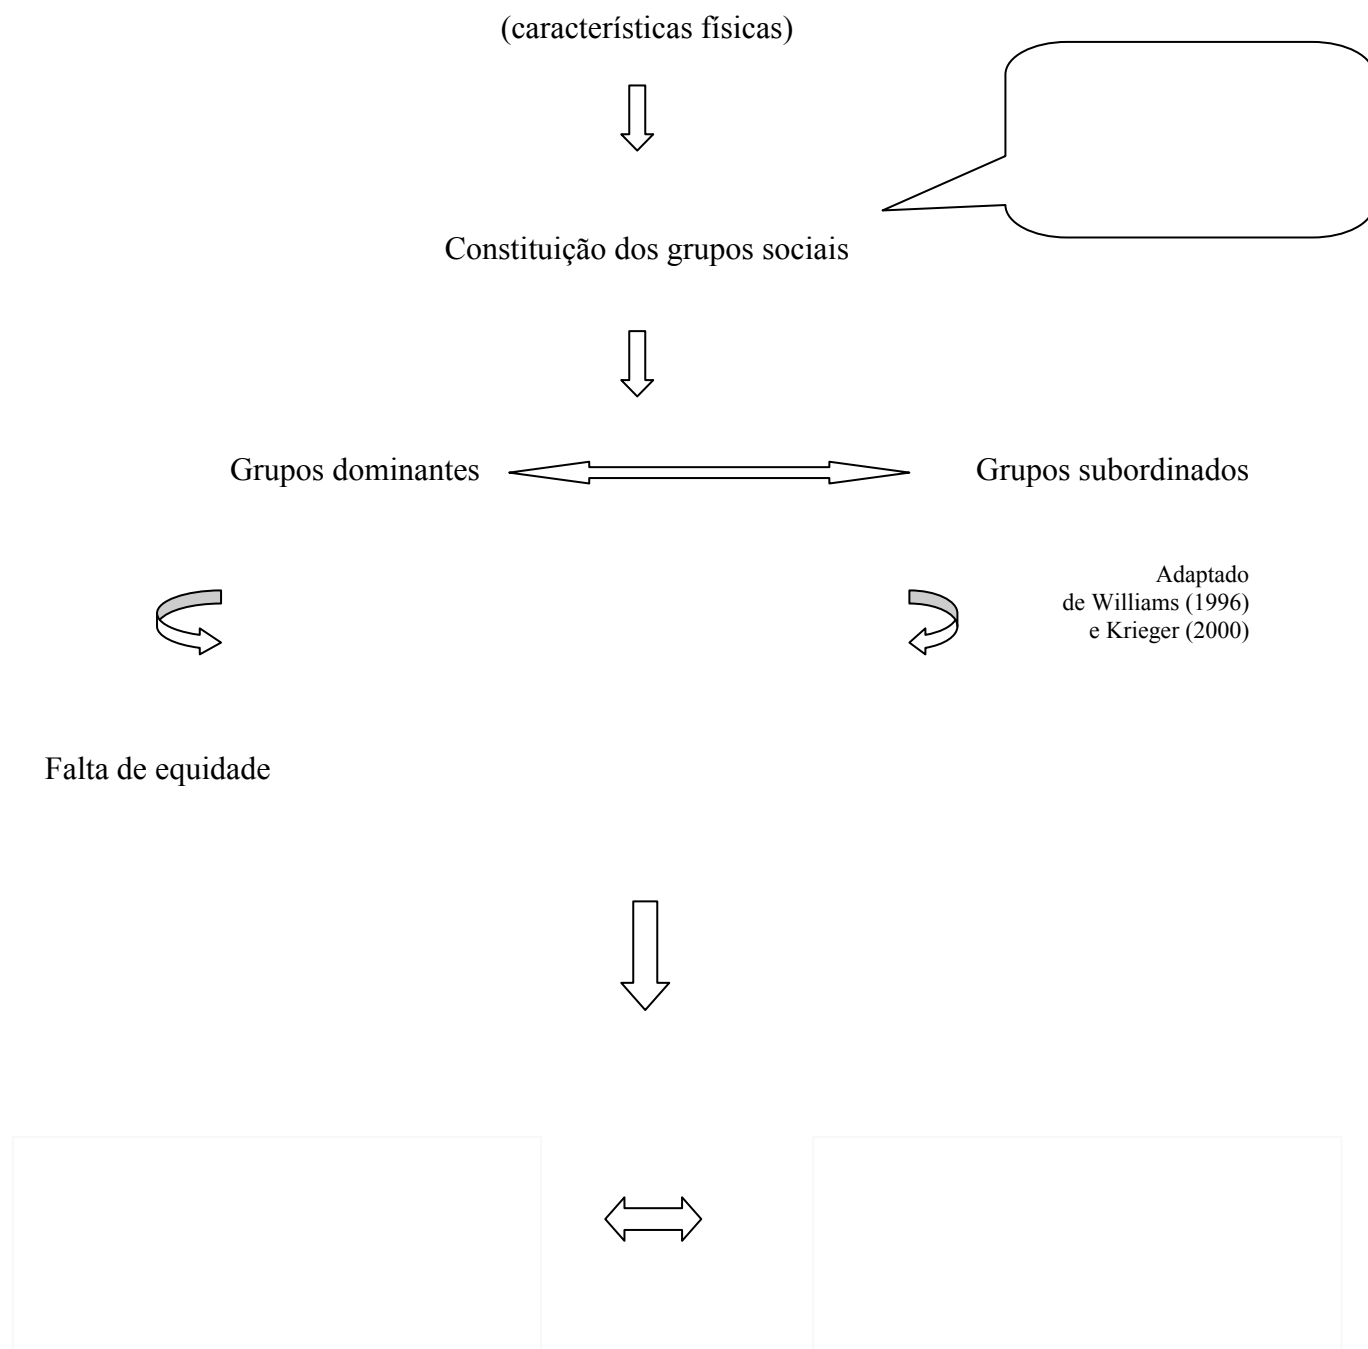 (características físicas)
Constituição dos grupos sociais
Grupos dominantes
Grupos subordinados
Adaptado
de Williams (1996)
e Krieger (2000)
Falta de equidade